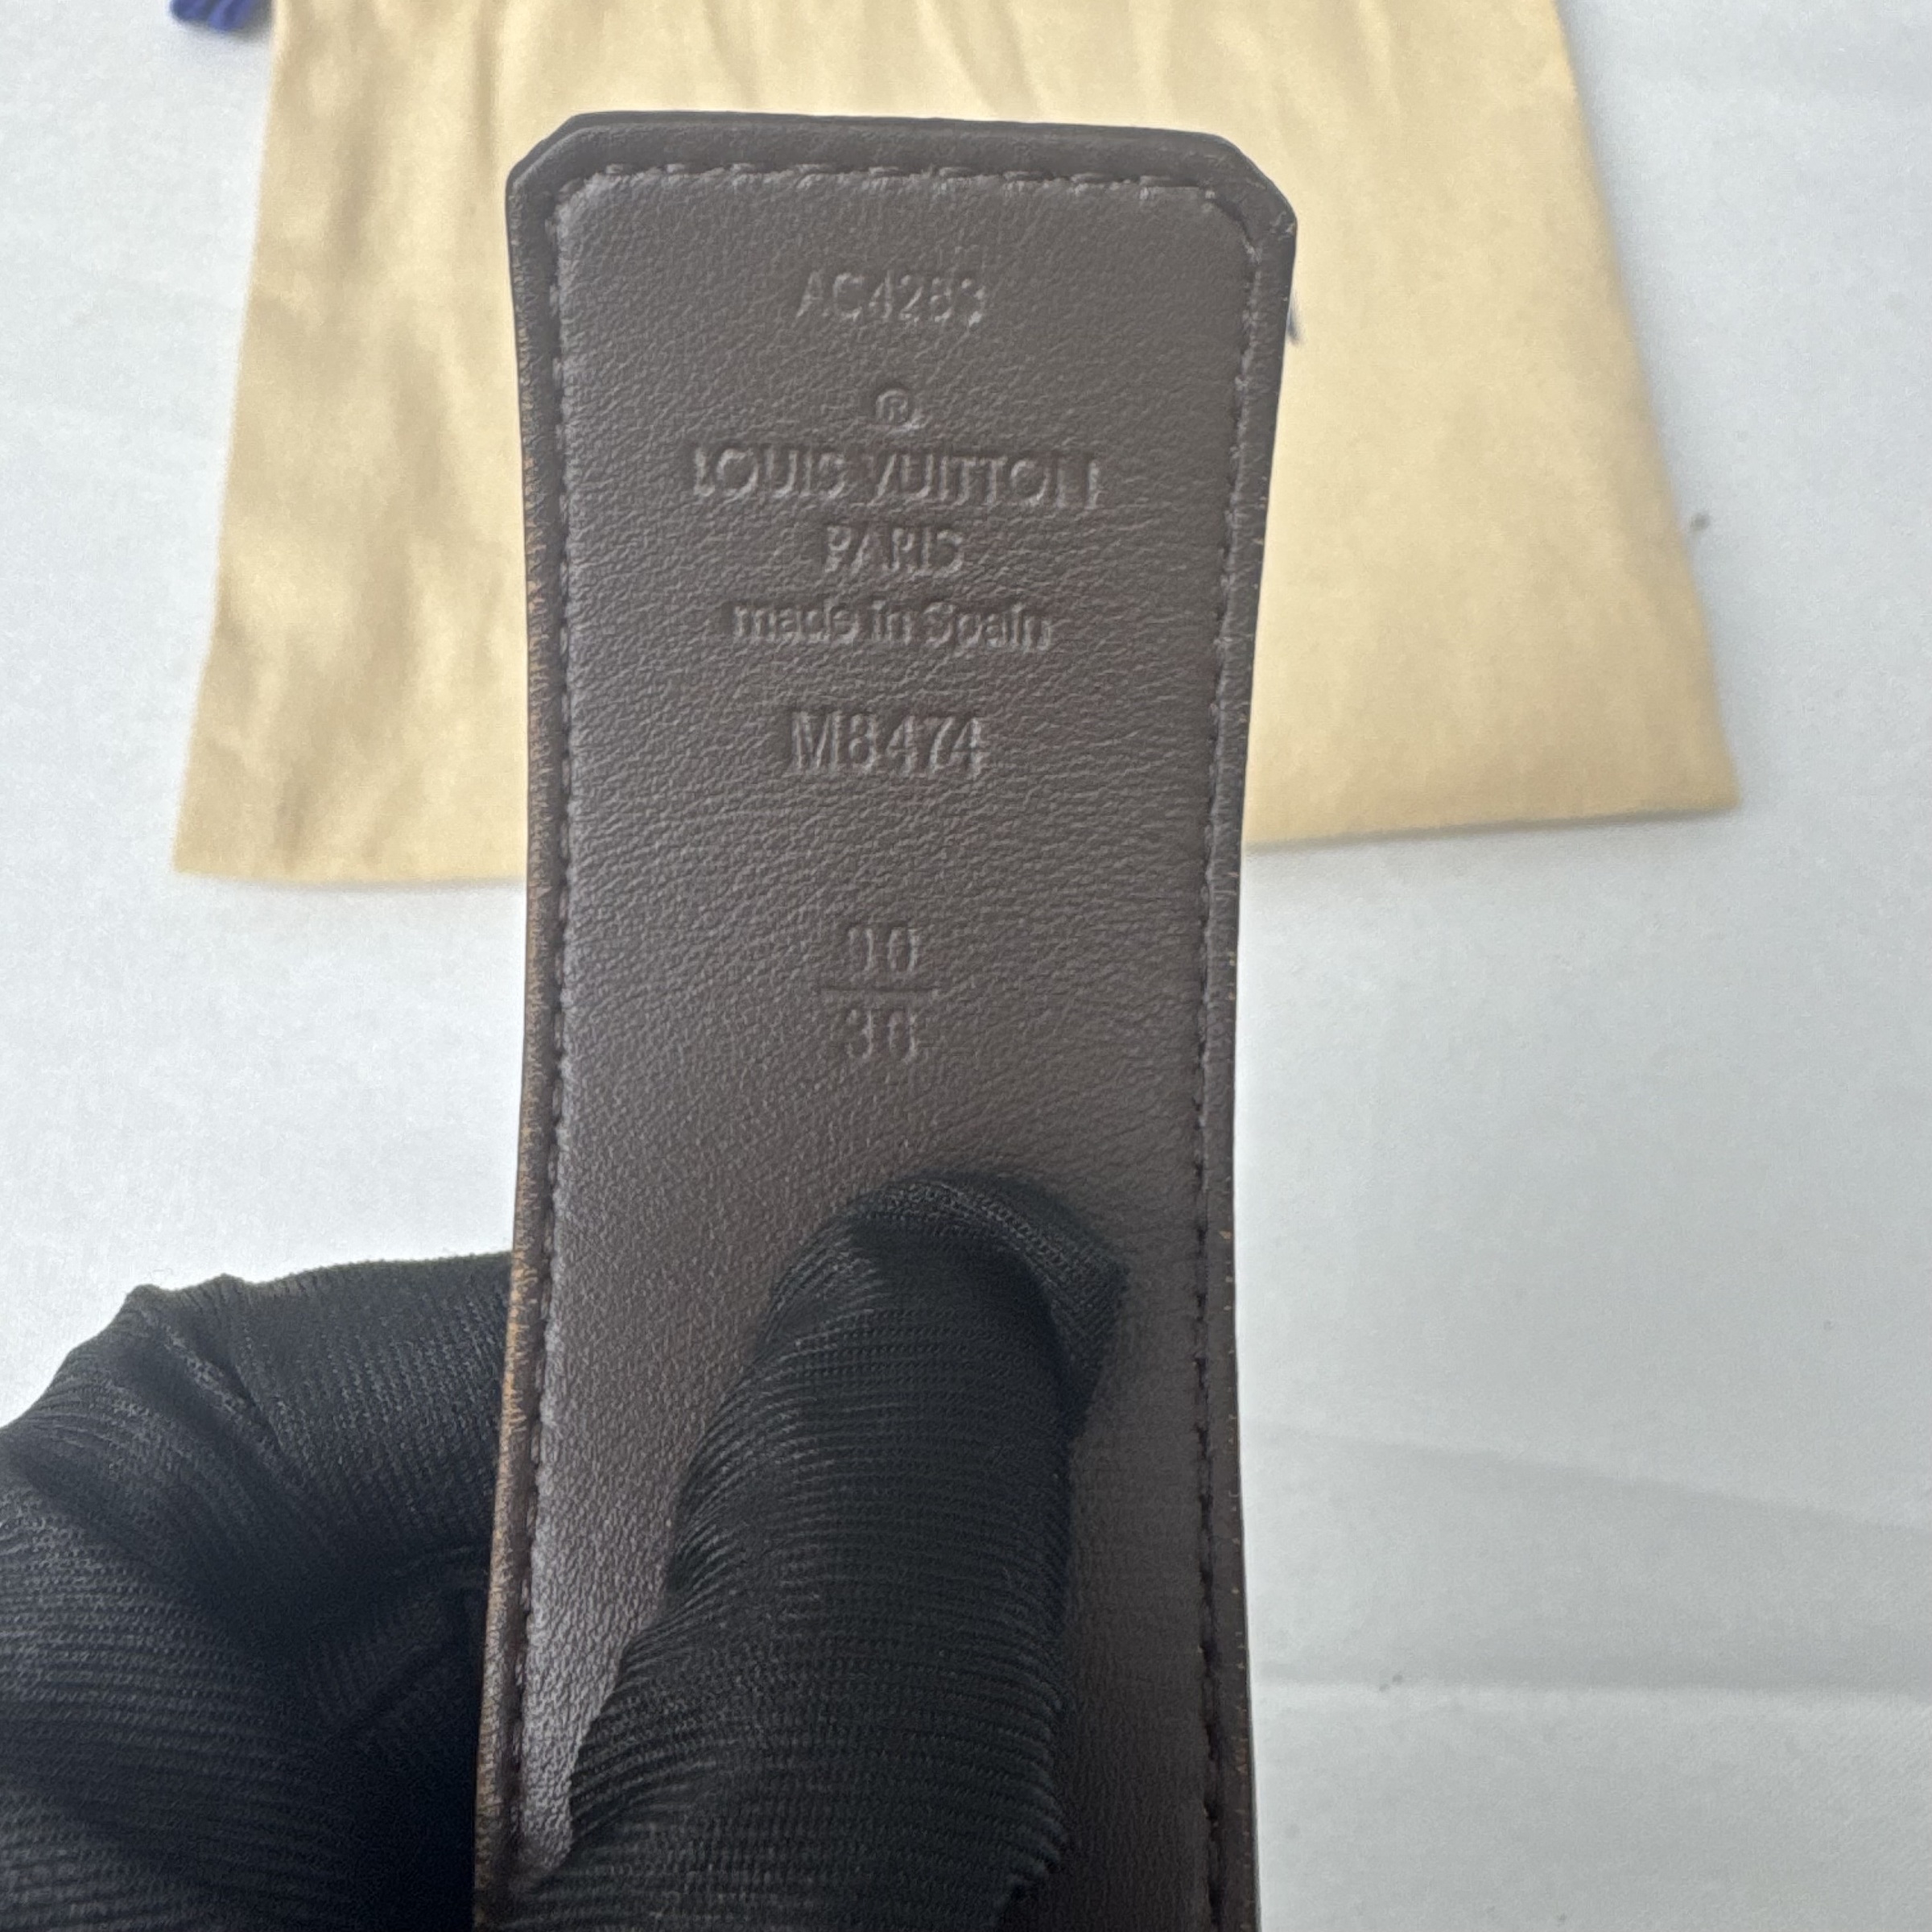 AC4263
®
LOUIS VUITTON
PARIS
made in Spain
M8474
90
36